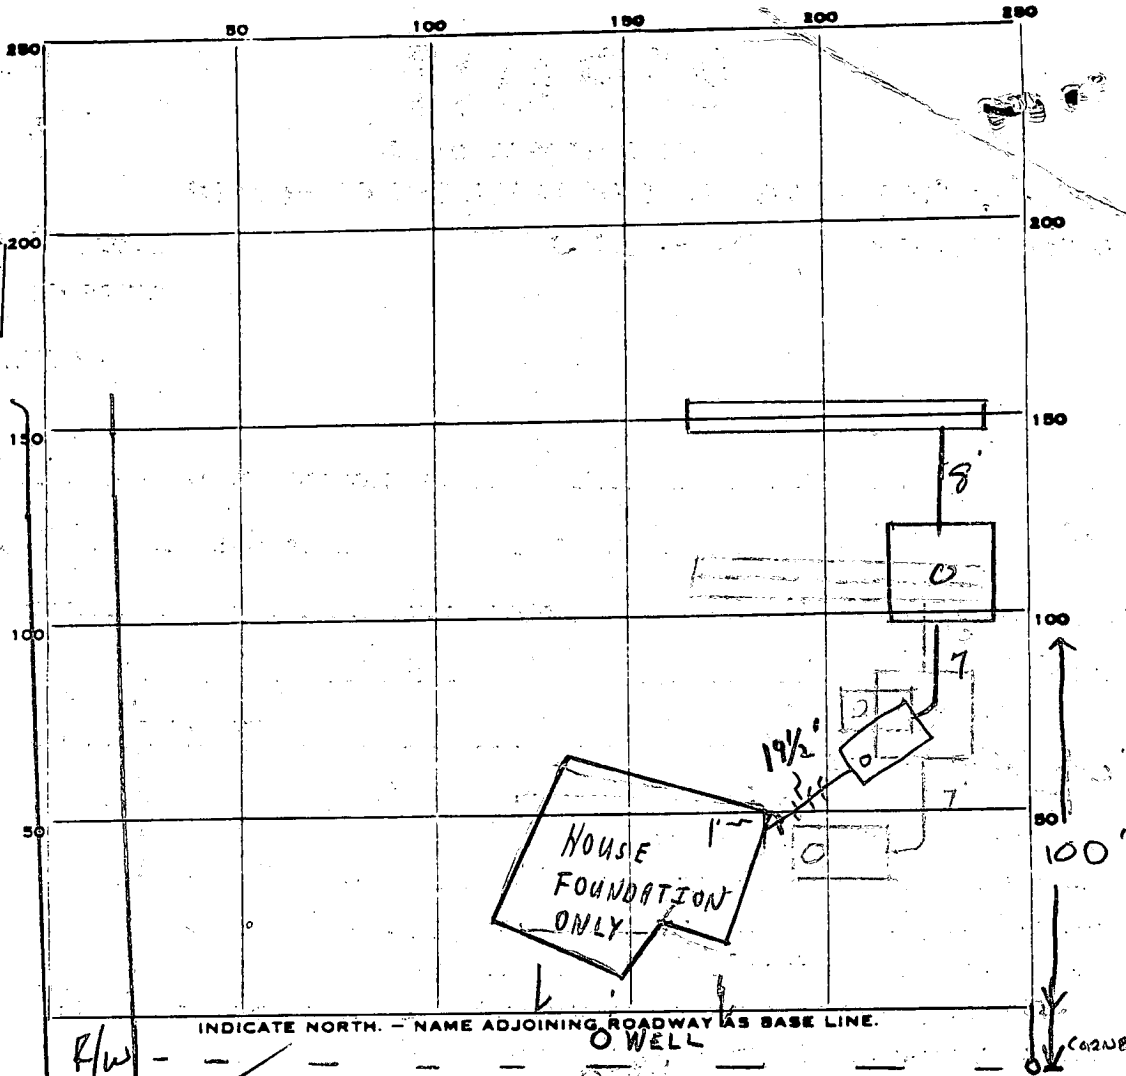 50 100 150 200 250
250
200 200
150 150
8'
O
100 100
7
19½'
7
50 50
1'
HOUSE
FOUNDATION
ONLY
100'
INDICATE NORTH. — NAME ADJOINING ROADWAY AS BASE LINE.
R/W
O WELL